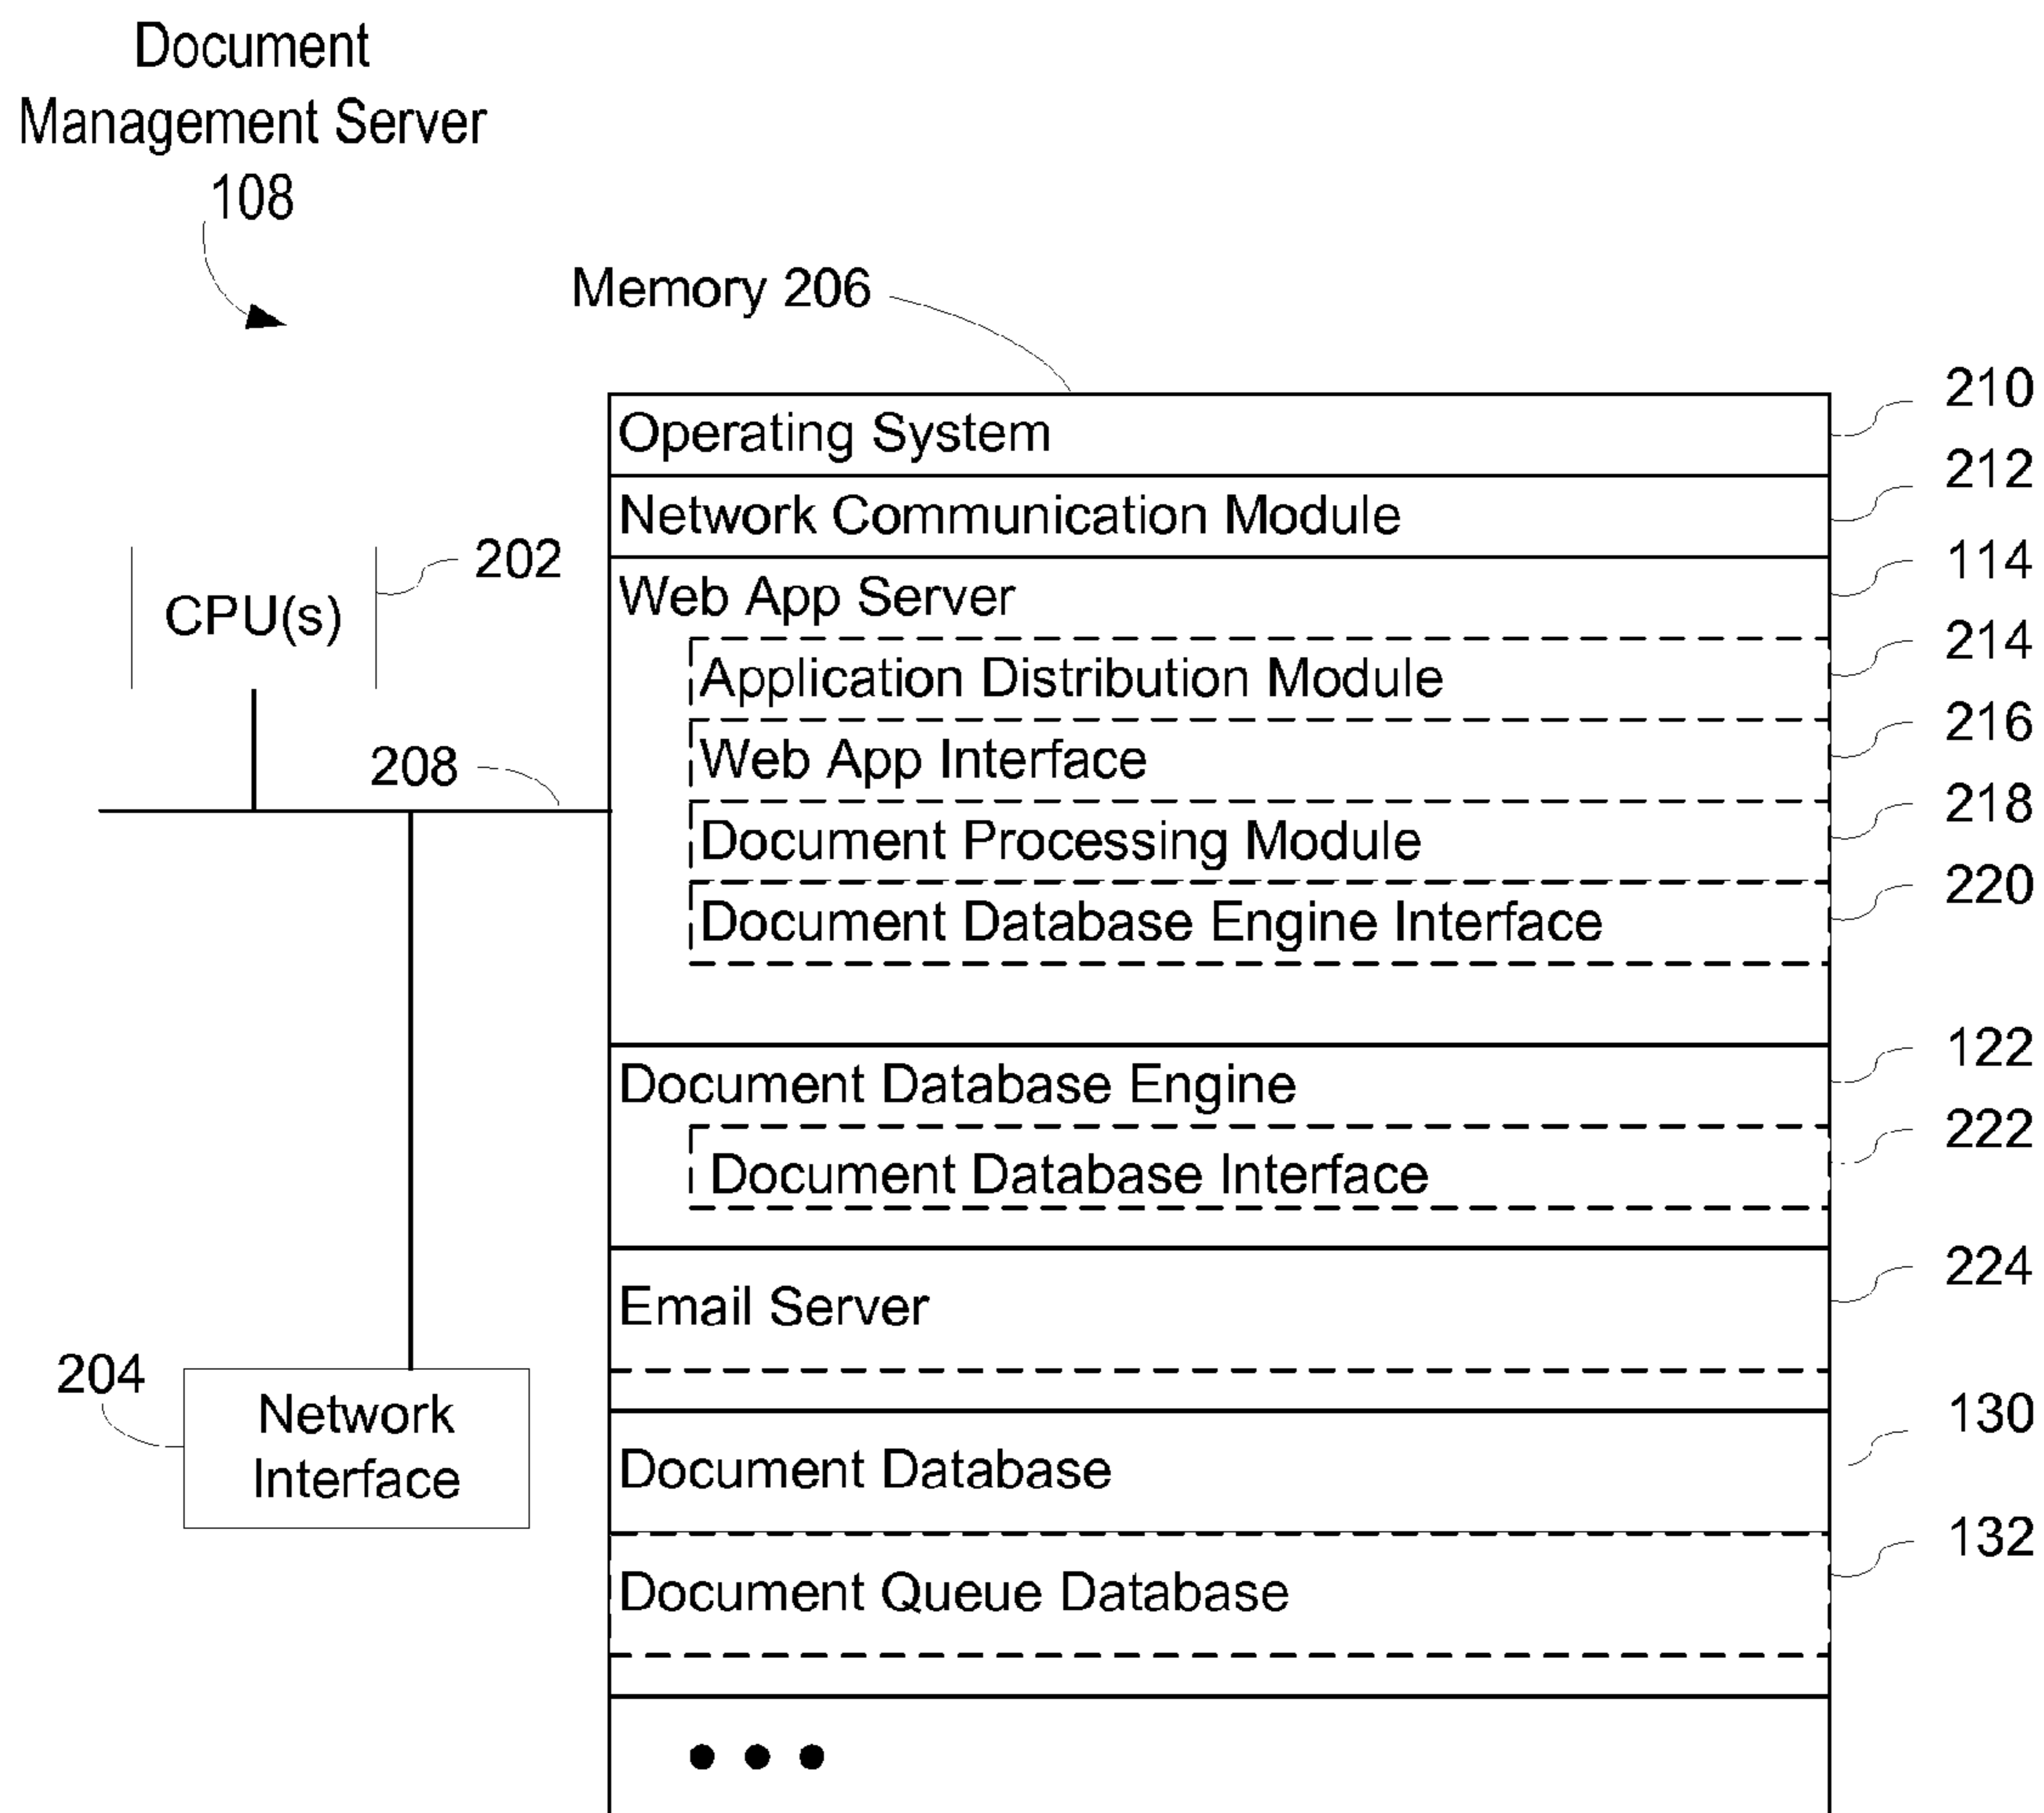 Document
Management Server
108
Memory 206
Operating System
210
Network Communication Module
212
Web App Server
114
Application Distribution Module
214
Web App Interface
216
Document Processing Module
218
Document Database Engine Interface
220
Document Database Engine
122
Document Database Interface
222
Email Server
224
Document Database
130
Document Queue Database
132
CPU(s)
202
208
204
Network
Interface